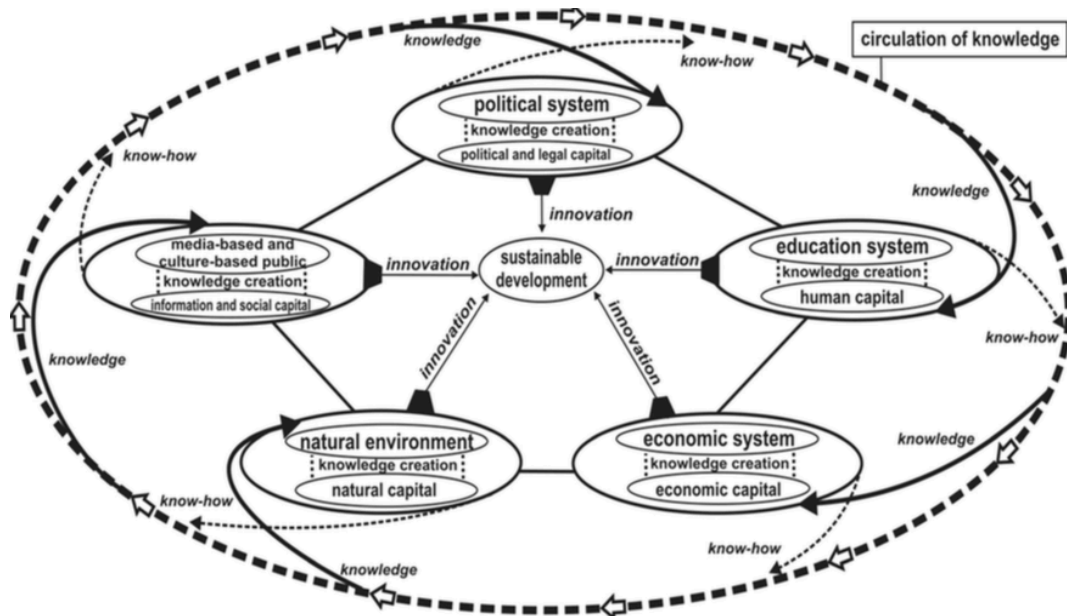 knowledge
circulation of knowledge
know-how
political system
knowledge creation
political and legal capital
know-how
knowledge
innovation
media-based and
culture-based public
knowledge creation
information and social capital
innovation
sustainable
development
innovation
education system
knowledge creation
human capital
know-how
knowledge
innovation
innovation
knowledge
natural environment
knowledge creation
natural capital
economic system
knowledge creation
economic capital
know-how
know-how
knowledge